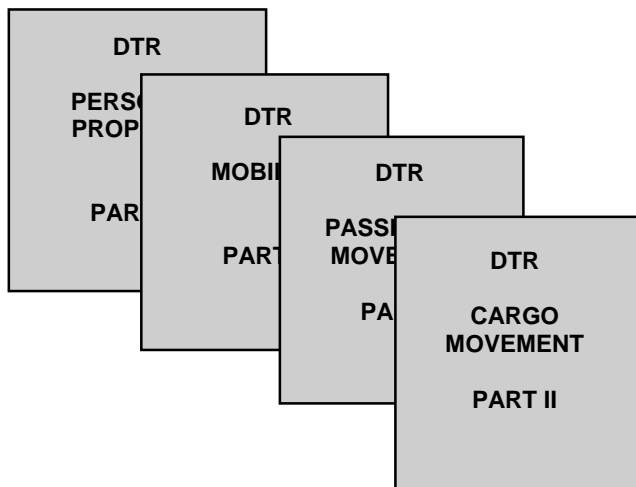 DTR
PERSO
PROP
PAR
DTR
MOBI
PART
DTR
PASS
MOVE
PA
DTR
CARGO
MOVEMENT
PART II